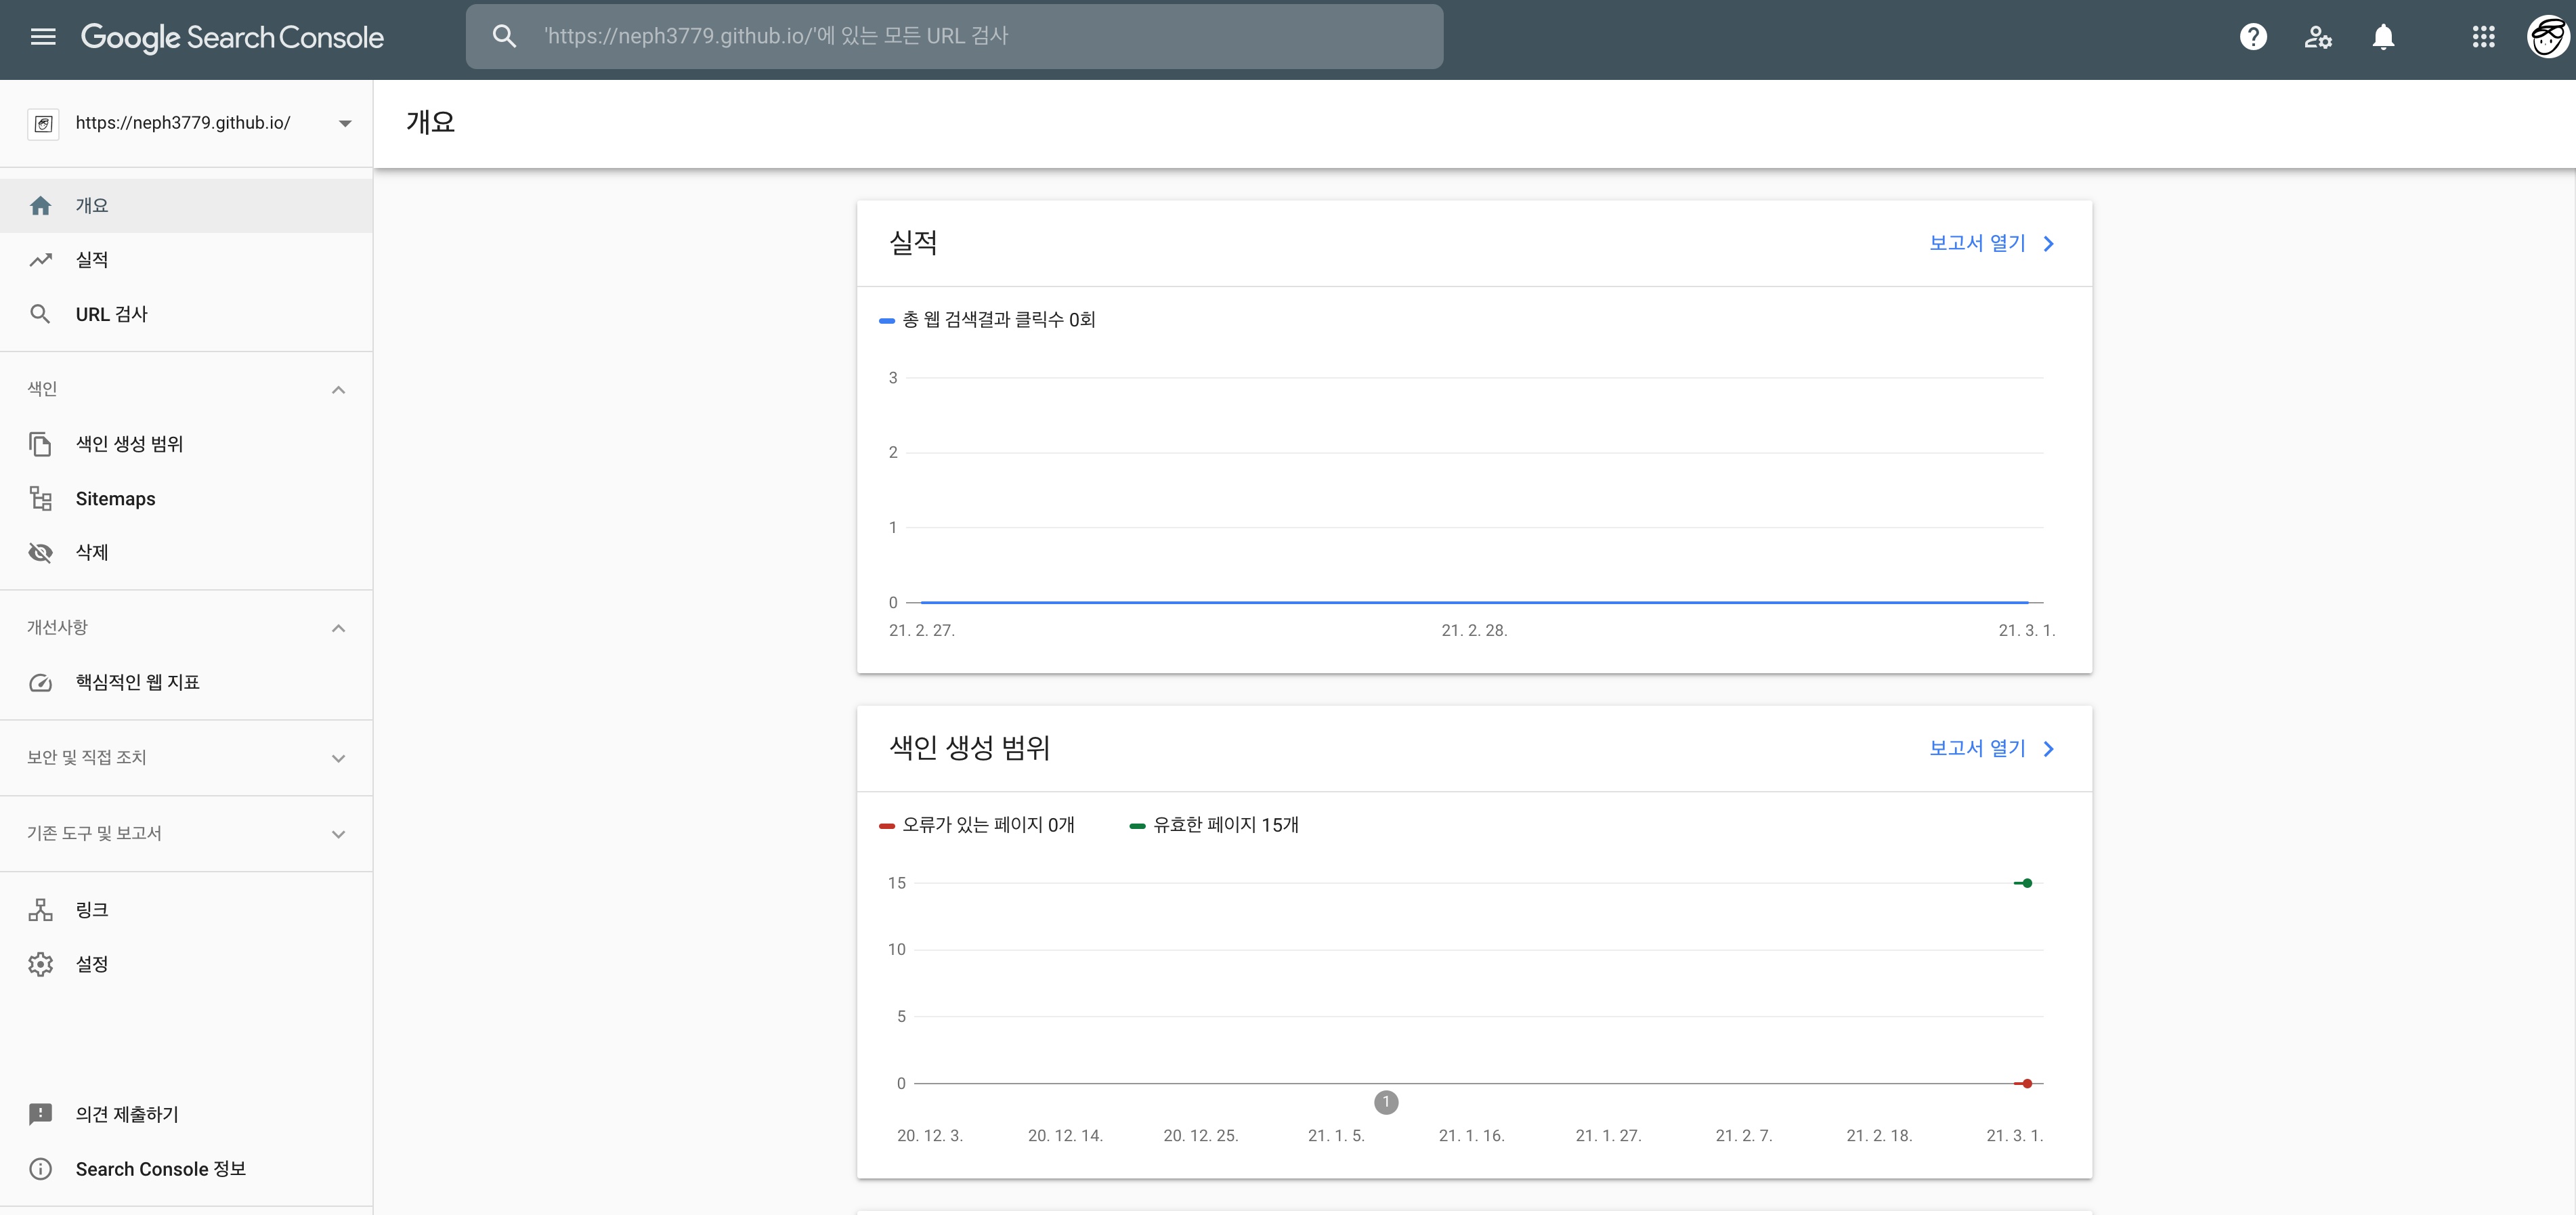 Google Search Console
'https://neph3779.github.io/'에 있는 모든 URL 검사
https://neph3779.github.io/
개요
실적
URL 검사
색인
색인 생성 범위
Sitemaps
삭제
개선사항
핵심적인 웹 지표
보안 및 직접 조치
기존 도구 및 보고서
링크
설정
의견 제출하기
Search Console 정보
개요
실적
보고서 열기
총 웹 검색결과 클릭수 0회
3
2
1
0
21. 2. 27.
21. 2. 28.
21. 3. 1.
색인 생성 범위
보고서 열기
오류가 있는 페이지 0개
유효한 페이지 15개
15
10
5
0
1
20. 12. 3.
20. 12. 14.
20. 12. 25.
21. 1. 5.
21. 1. 16.
21. 1. 27.
21. 2. 7.
21. 2. 18.
21. 3. 1.